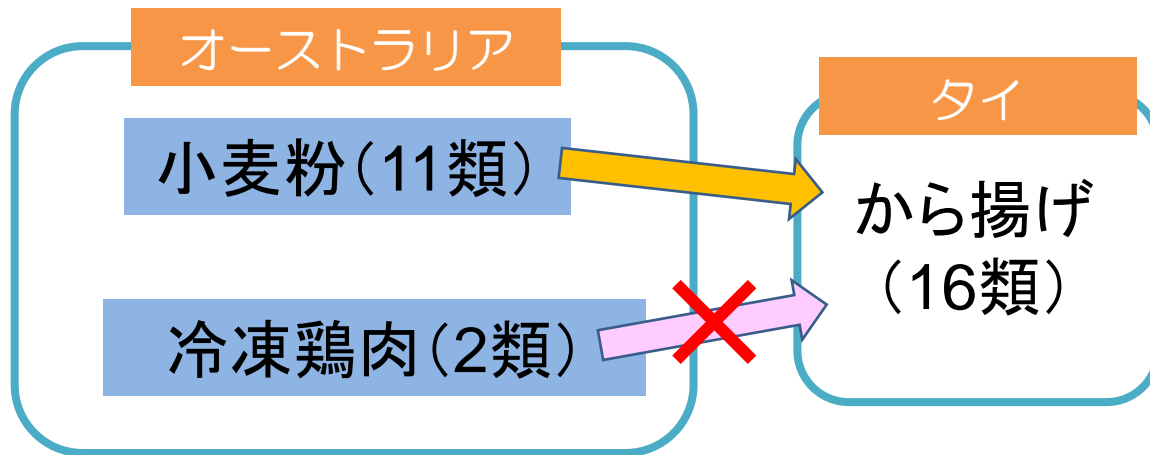 オーストラリア
小麦粉（11類）
冷凍鶏肉（2類）
タイ
から揚げ
（16類）